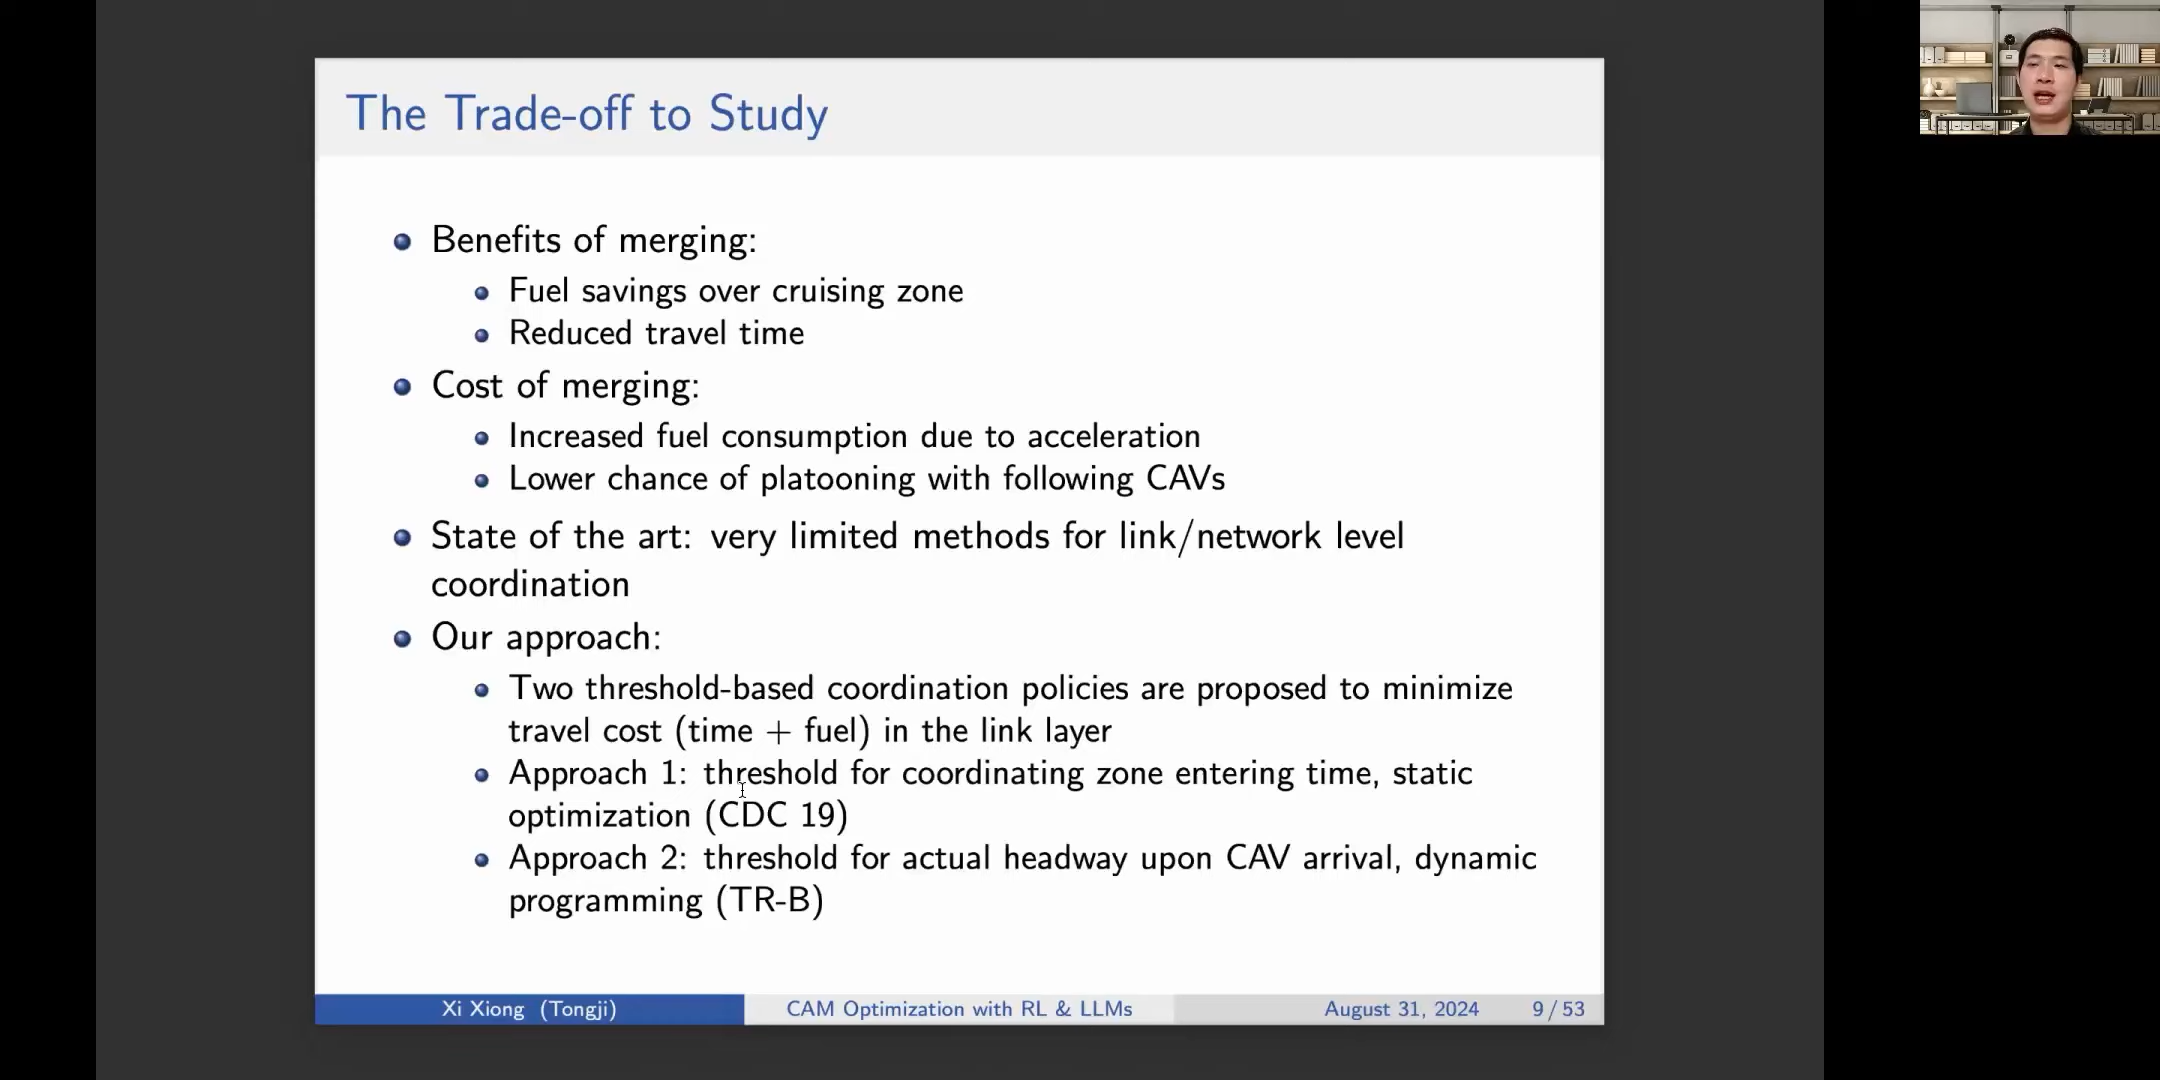 The Trade-off to Study
Benefits of merging:
Fuel savings over cruising zone
Reduced travel time
Cost of merging:
Increased fuel consumption due to acceleration
Lower chance of platooning with following CAVs
State of the art: very limited methods for link/network level
coordination
Our approach:
Two threshold-based coordination policies are proposed to minimize
travel cost (time + fuel) in the link layer
Approach 1: threshold for coordinating zone entering time, static
optimization (CDC 19)
Approach 2: threshold for actual headway upon CAV arrival, dynamic
programming (TR-B)
Xi Xiong (Tongji) CAM Optimization with RL & LLMs August 31, 2024 9 / 53